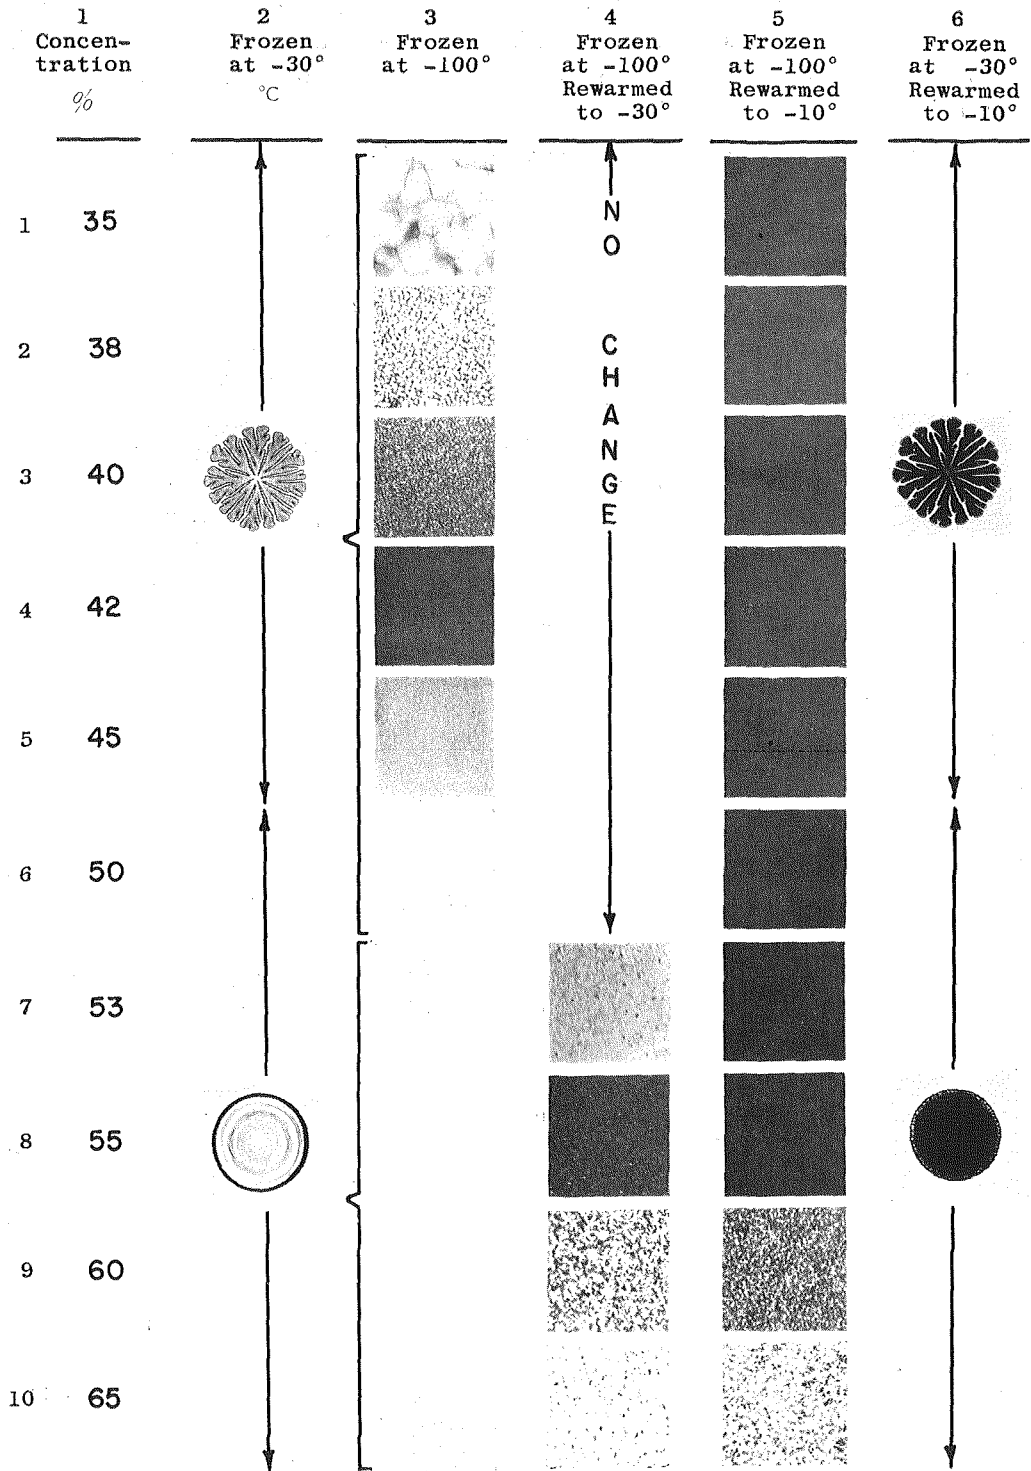 1
Concen-
tration
%
2
Frozen
at -30°
°C
3
Frozen
at -100°
4
Frozen
at -100°
Rewarmed
to -30°
5
Frozen
at -100°
Rewarmed
to -10°
6
Frozen
at -30°
Rewarmed
to -10°
1 35
2 38
3 40
4 42
5 45
6 50
7 53
8 55
9 60
10 65
NO
CHANGE